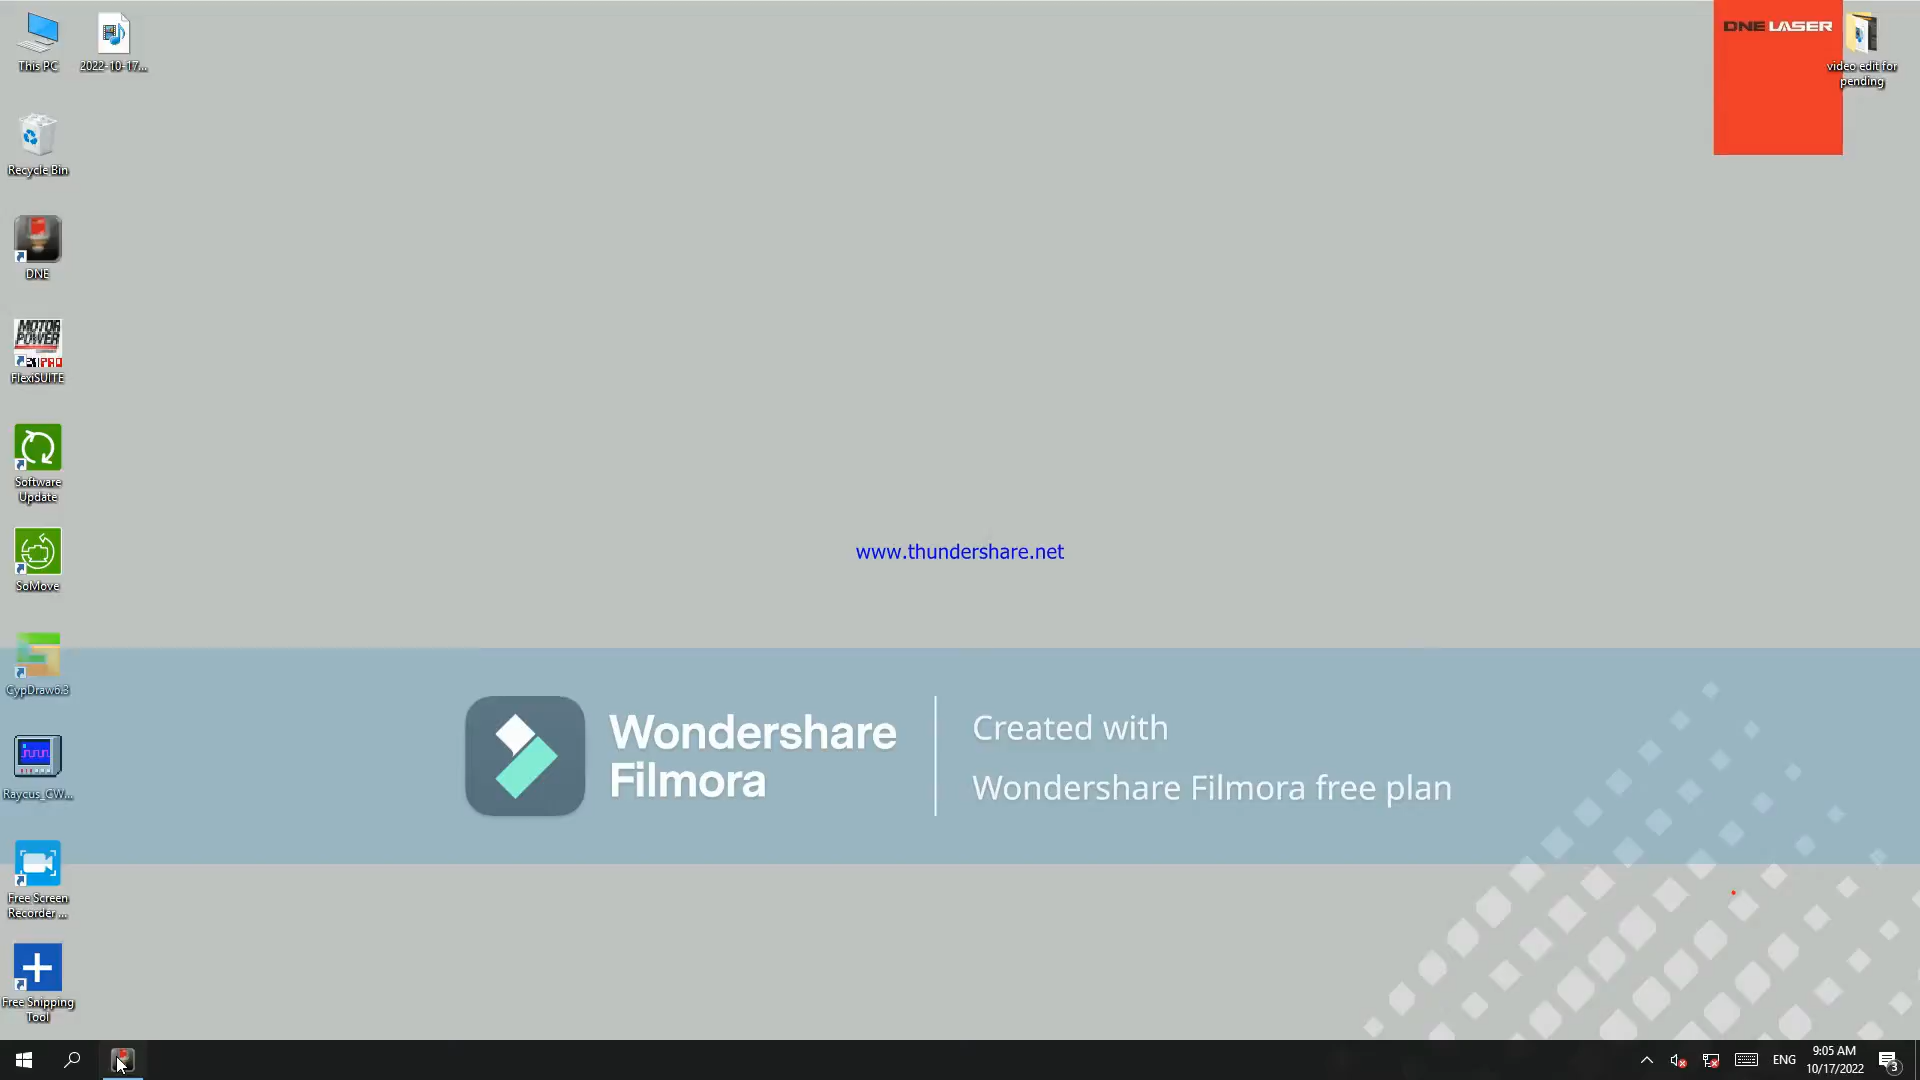 This PC
2022-10-17...
DNE LASER
video edit for
pending
Recycle Bin
DNE
MOTOR
POWER
FlexiSUITE
Software
Update
SoMove
www.thundershare.net
CypDraw6.3
Wondershare
Filmora
Created with
Wondershare Filmora free plan
Raycus_CW...
Free Screen
Recorder ...
Free Snipping
Tool
ENG
9:05 AM
10/17/2022
3